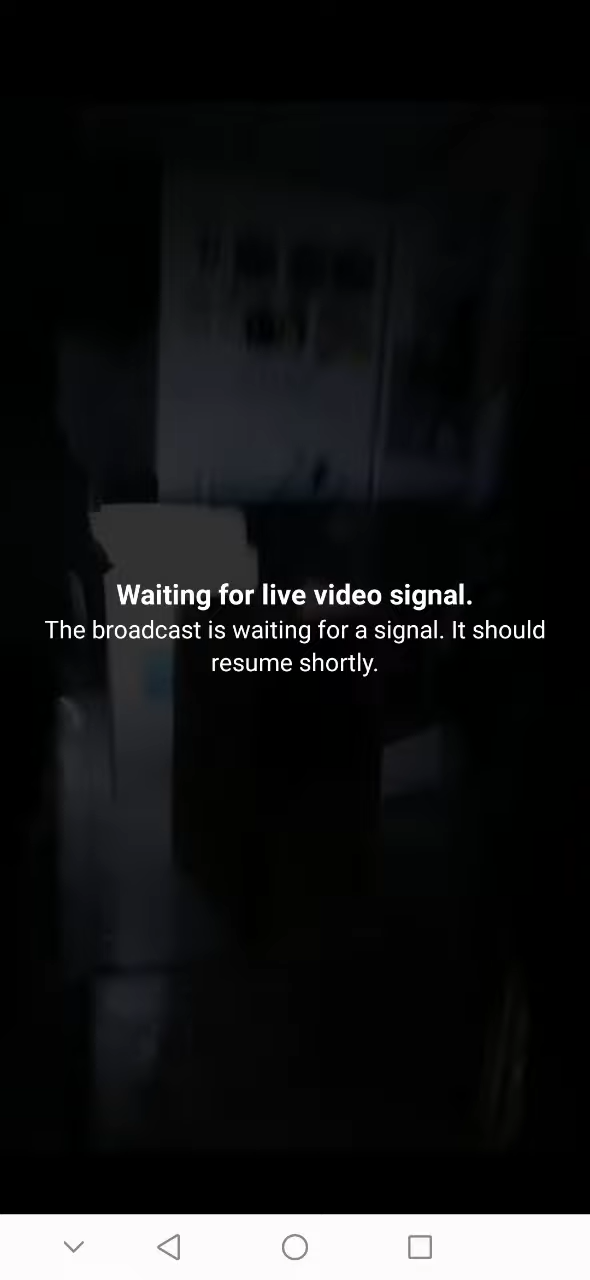 Waiting for live video signal.
The broadcast is waiting for a signal. It should
resume shortly.